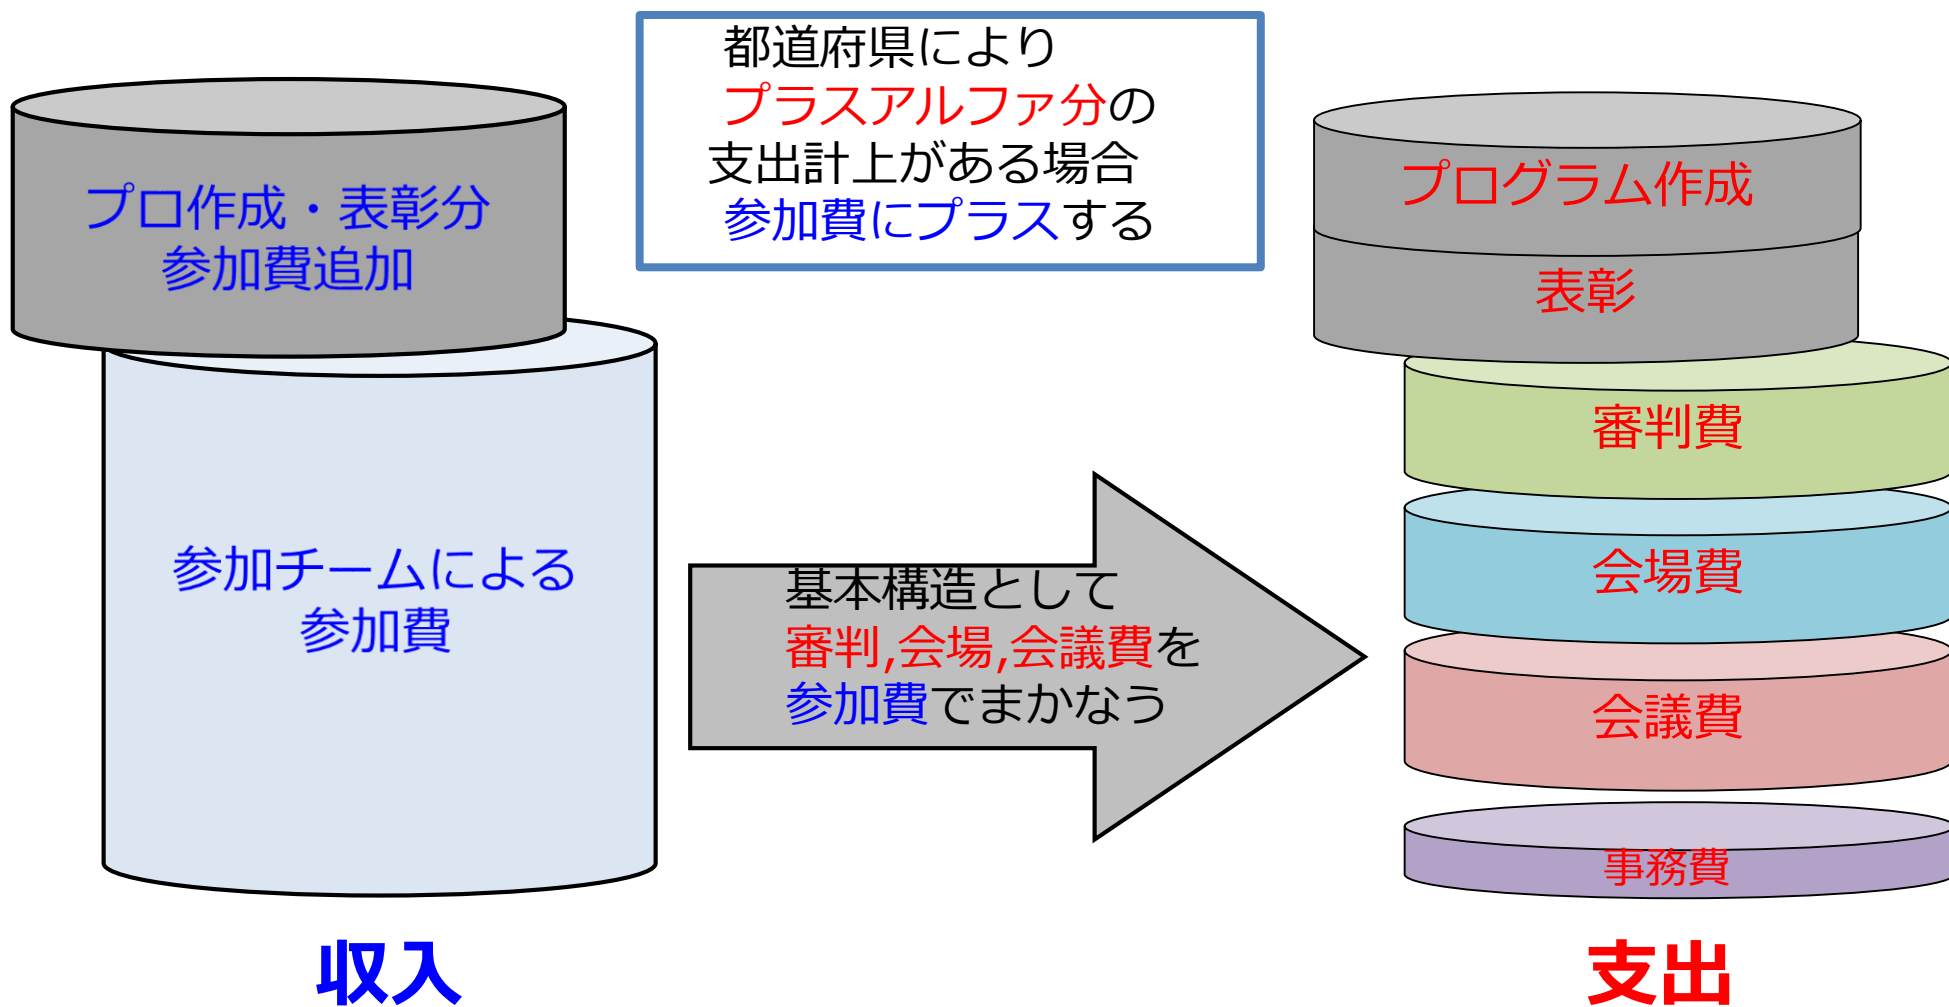 都道府県により
プラスアルファ分の
支出計上がある場合
参加費にプラスする
プロ作成・表彰分
参加費追加
参加チームによる
参加費
収入
基本構造として
審判,会場,会議費を
参加費でまかなう
プログラム作成
表彰
審判費
会場費
会議費
事務費
支出